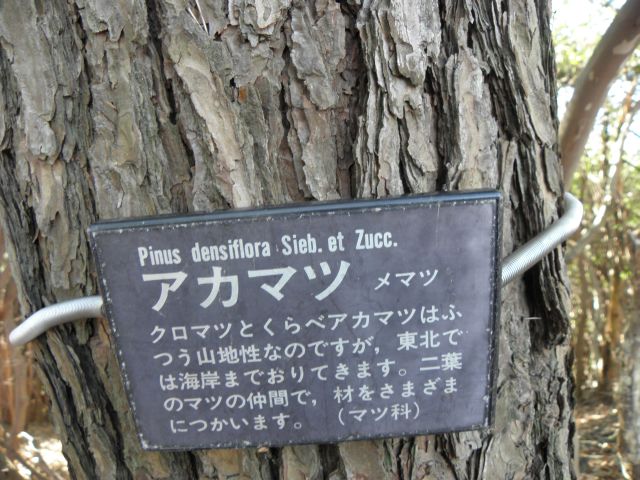 Pinus densiflora Sieb. et Zucc.
アカマツ メマツ
クロマツとくらべアカマツはふ
つう山地性なのですが，東北で
は海岸までおりてきます。二葉
のマツの仲間で，材をさまざま
につかいます。（マツ科）